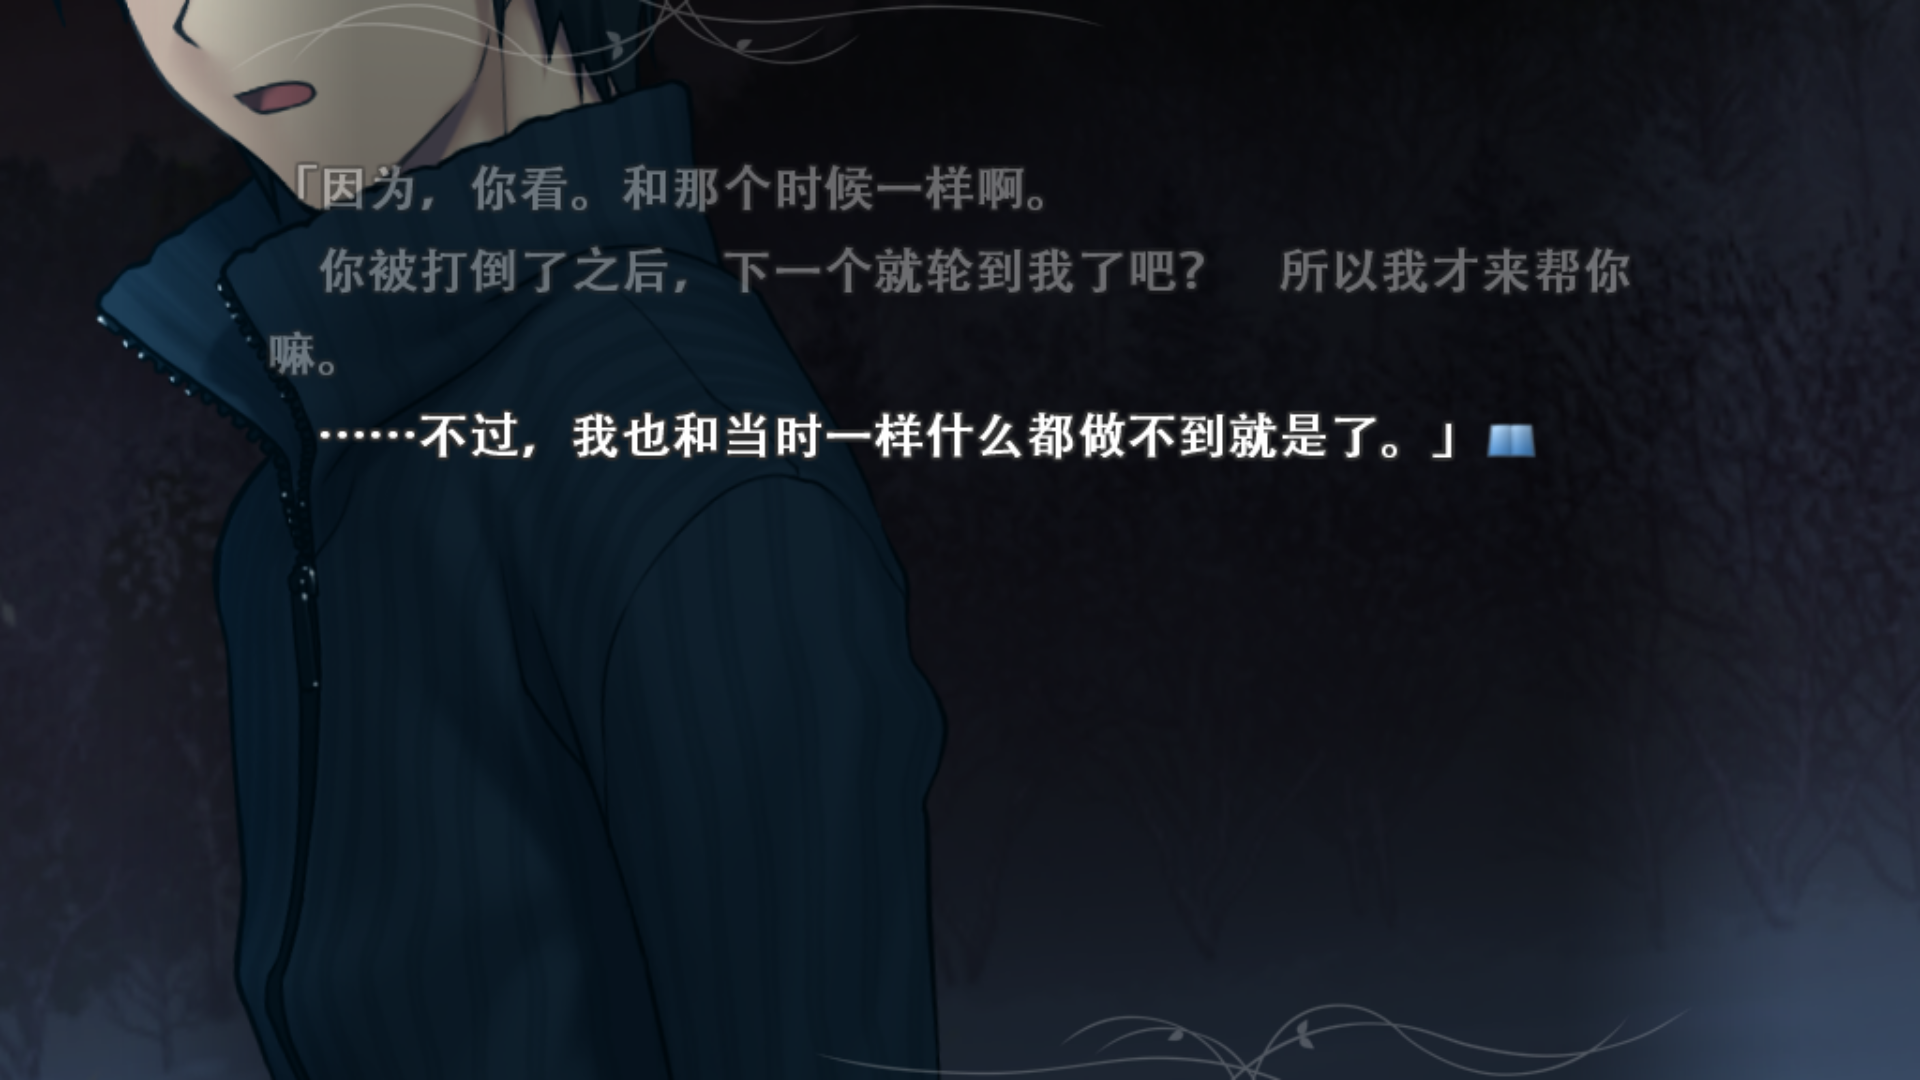 「因为，你看。和那个时候一样啊。
你被打倒了之后，下一个就轮到我了吧？　所以我才来帮你
嘛。
……不过，我也和当时一样什么都做不到就是了。」